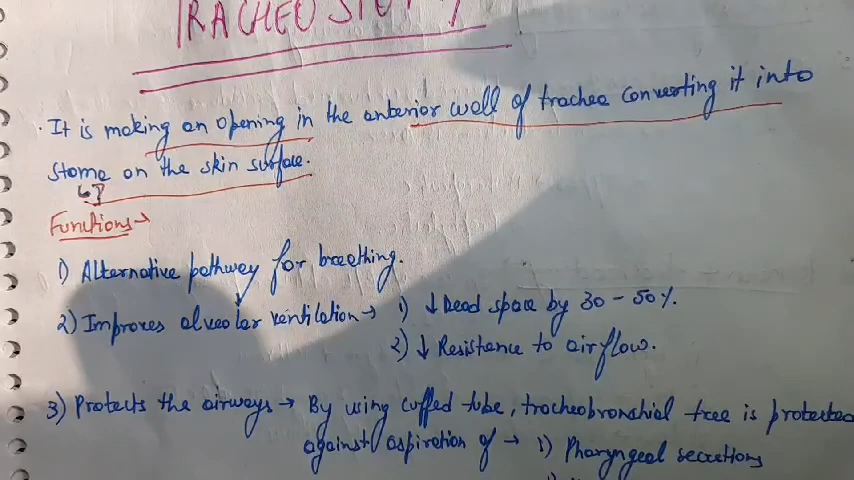 TRACHEOSTOMY
. It is making an opening in the anterior wall of trachea converting it into
stoma on the skin surface.
Functions →
1) Alternative pathway for breathing.
2) Improves alveolar ventilation → 1) ↓ Dead space by 30 - 50%.
2) ↓ Resistance to airflow.
3) Protects the airways → By using cuffed tube, tracheobronchial tree is protected
against aspiration of → 1) Pharyngeal secretions